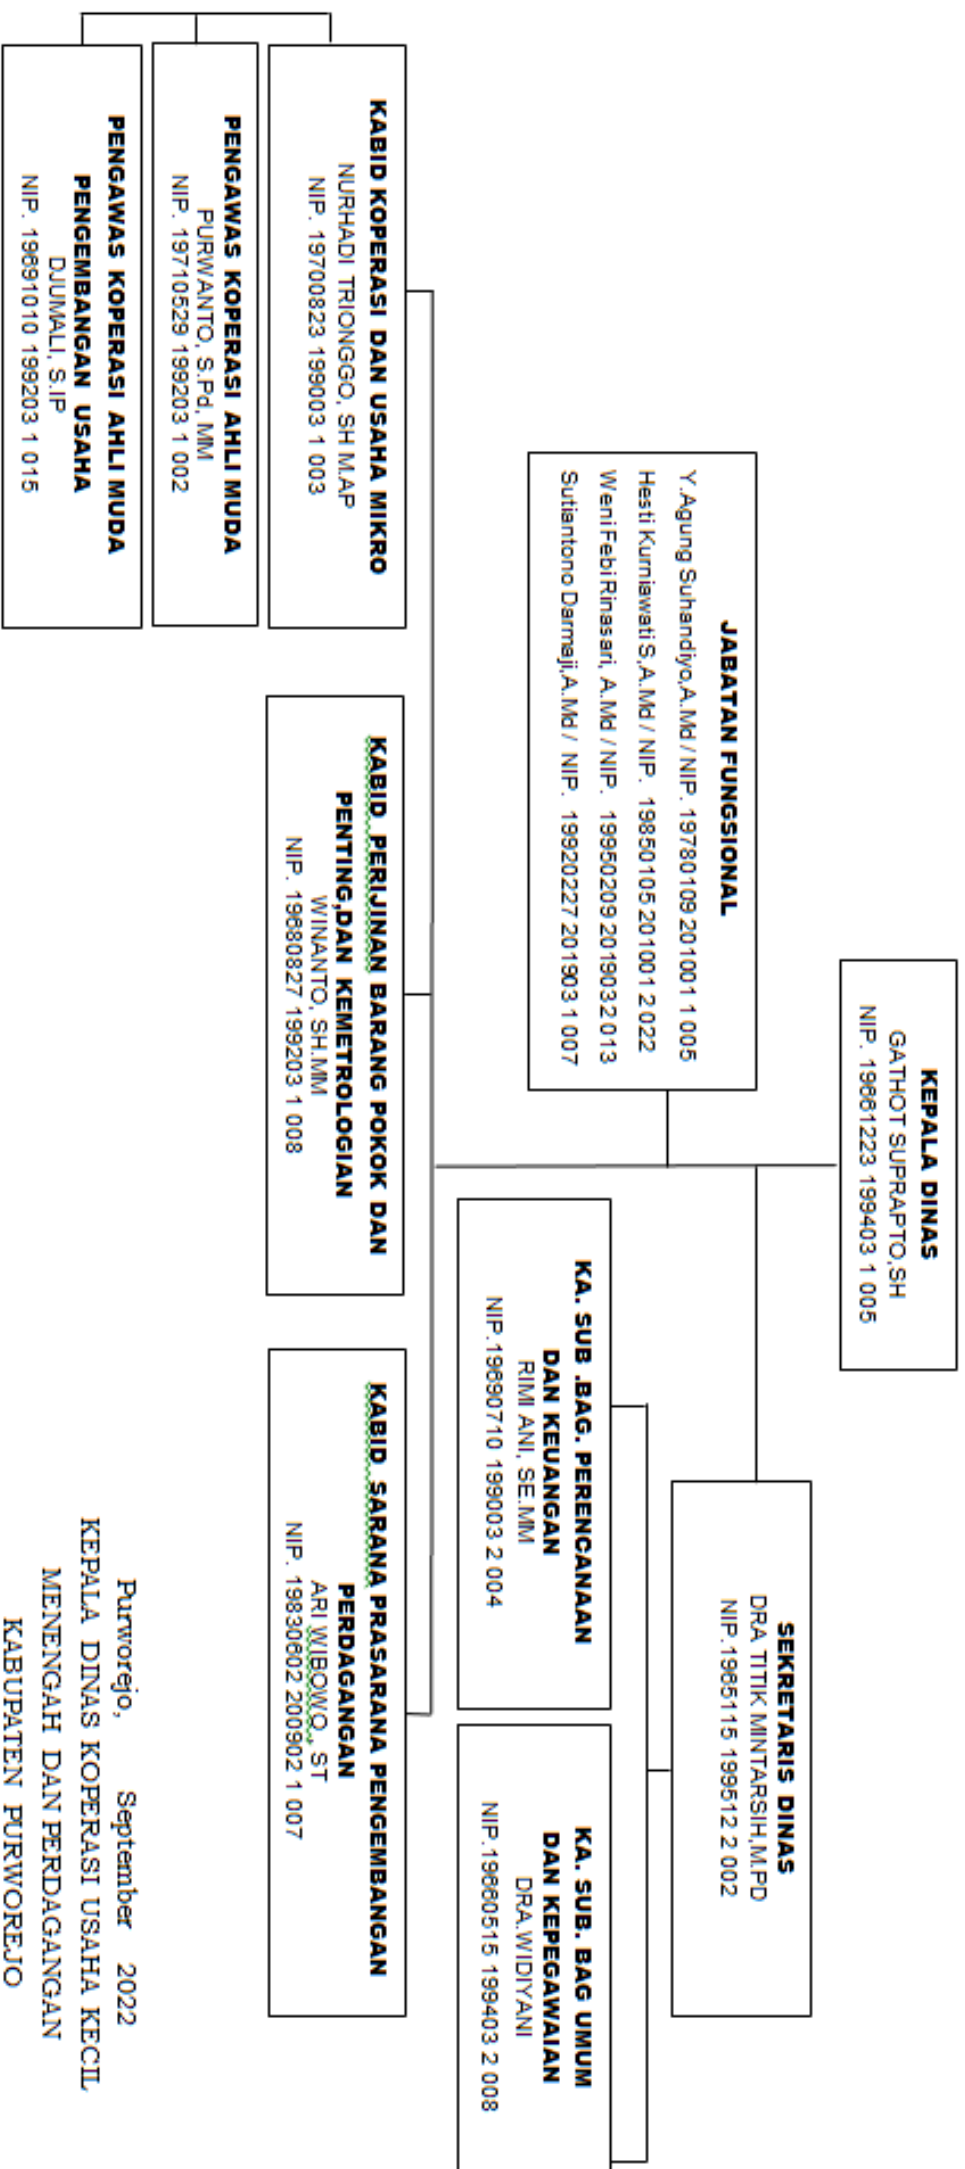 KEPALA DINAS
GATHOT SUPRAPTO,SH
NIP. 19661223 199403 1 005
SEKRETARIS DINAS
DRA TITIK MINTARSIH,M.PD
NIP.1965115 199512 2 002
JABATAN FUNGSIONAL
Y.Agung Suhandiyo,A.Md / NIP. 19780109 201001 1 005
Hesti Kurniawati S,A.Md / NIP. 19850105 201001 2 022
Weni Febi Rinasari, A.Md / NIP. 19950209 201903 2 013
Sutiantono Darmaji,A.Md / NIP. 19920227 201903 1 007
KA. SUB .BAG. PERENCANAAN
DAN KEUANGAN
RIMI ANI, SE.MM
NIP.19690710 199003 2 004
KA. SUB. BAG UMUM
DAN KEPEGAWAIAN
DRA.WIDIYANI
NIP.19660515 199403 2 008
KABID KOPERASI DAN USAHA MIKRO
NURHADI TRIONGGO, SH M.AP
NIP. 19700823 199003 1 003
KABID PERIJINAN BARANG POKOK DAN
PENTING,DAN KEMETROLOGIAN
WINANTO, SH.MM
NIP. 19680827 199203 1 008
KABID SARANA PRASARANA PENGEMBANGAN
PERDAGANGAN
ARI WIBOWO, ST
NIP. 19830602 200902 1 007
PENGAWAS KOPERASI AHLI MUDA
PURWANTO, S.Pd, MM
NIP. 19710529 199203 1 002
PENGAWAS KOPERASI AHLI MUDA
PENGEMBANGAN USAHA
DJUMALI, S.IP
NIP. 19691010 199203 1 015
Purworejo, September 2022
KEPALA DINAS KOPERASI USAHA KECIL
MENENGAH DAN PERDAGANGAN
KABUPATEN PURWOREJO